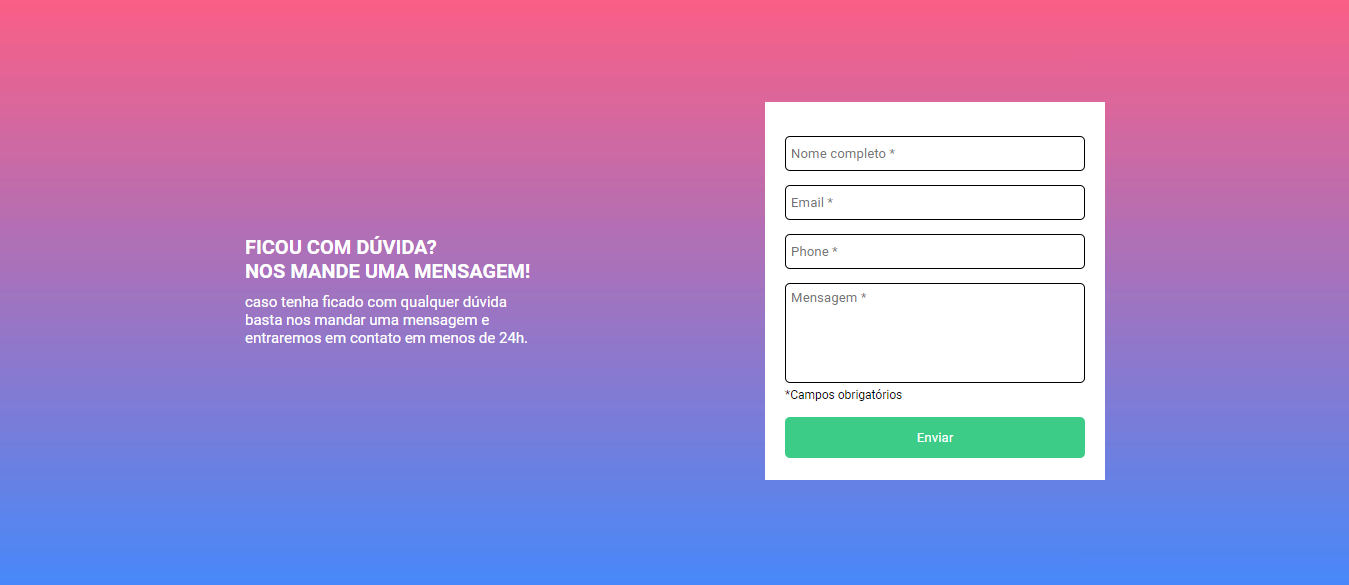 FICOU COM DÚVIDA?
NOS MANDE UMA MENSAGEM!
caso tenha ficado com qualquer dúvida
basta nos mandar uma mensagem e
entraremos em contato em menos de 24h.
Nome completo *
Email *
Phone *
Mensagem *
*Campos obrigatórios
Enviar